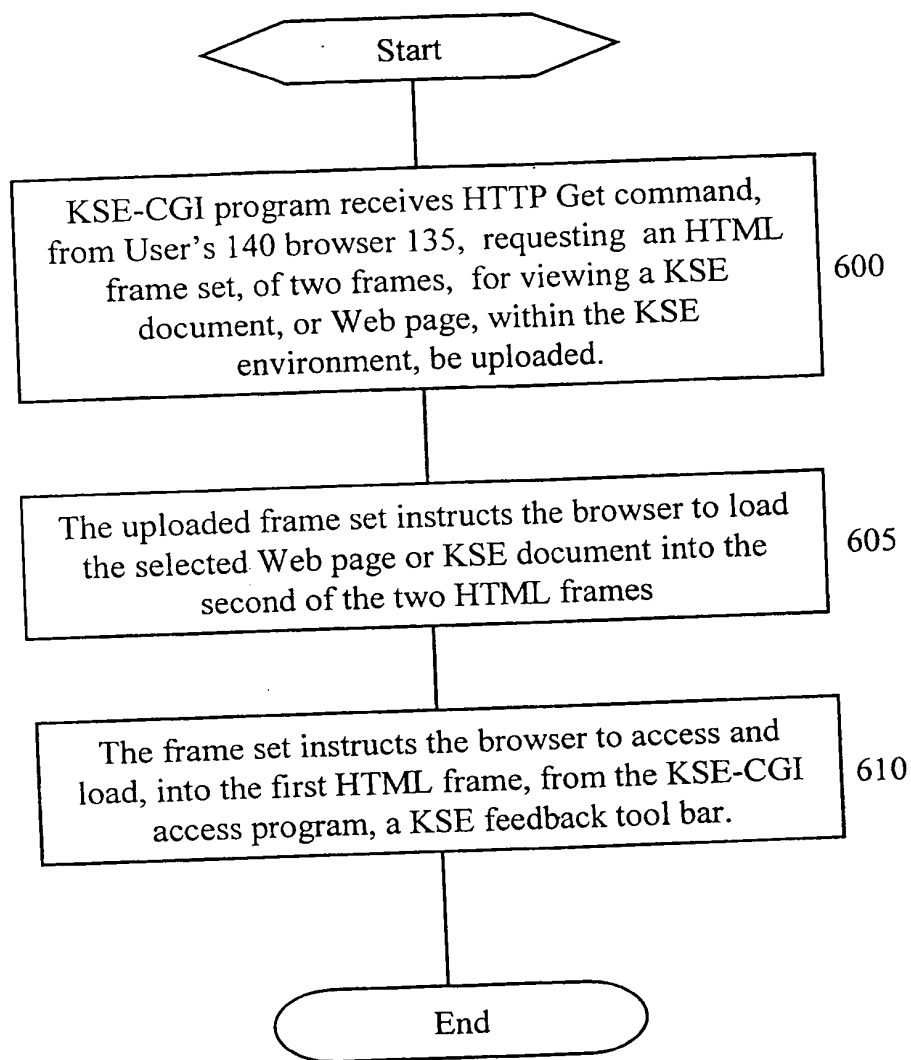 Start
KSE-CGI program receives HTTP Get command,
from User's 140 browser 135, requesting an HTML
frame set, of two frames, for viewing a KSE
document, or Web page, within the KSE
environment, be uploaded.
600
The uploaded frame set instructs the browser to load
the selected Web page or KSE document into the
second of the two HTML frames
605
The frame set instructs the browser to access and
load, into the first HTML frame, from the KSE-CGI
access program, a KSE feedback tool bar.
610
End